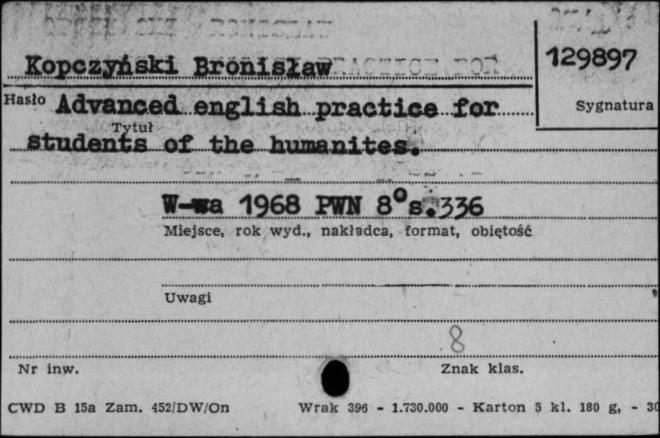 Kopczyński Bronisław
129897
Hasło Advanced english practice for
Sygnatura
Tytuł
students of the humanites.
W-wa 1968 PWN 8° s. 336
Miejsce, rok wyd., nakładca, format, objętość
Uwagi
8
Nr inw.
Znak klas.
CWD B 15a Zam. 452/DW/On Wrak 396 - 1.730.000 - Karton 5 kl. 180 g, - 30